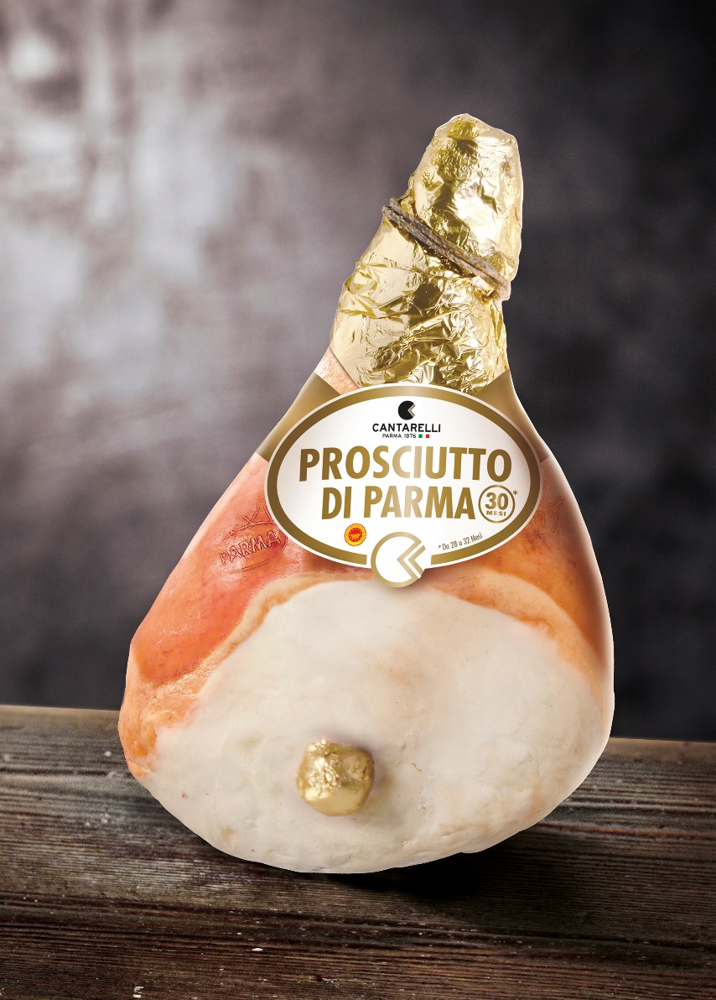 CANTARELLI
PARMA 1876
PROSCIUTTO
DI PARMA 30*
MESI
*Da 28 a 32 Mesi
PARMA